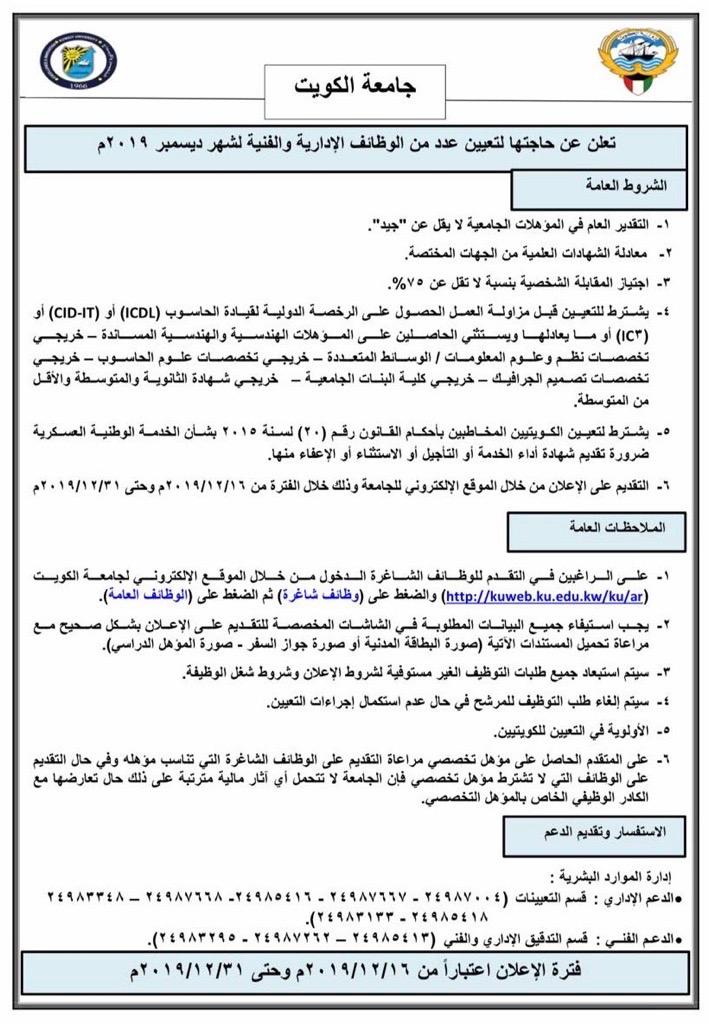 جامعة الكويت
تعلن عن حاجتها لتعيين عدد من الوظائف الإدارية والفنية لشهر ديسمبر ٢٠١٩م
الشروط العامة
١- التقدير العام في المؤهلات الجامعية لا يقل عن "جيد".
٢- معادلة الشهادات العلمية من الجهات المختصة.
٣- اجتياز المقابلة الشخصية بنسبة لا تقل عن ٧٥%.
٤- يشترط للتعيين قبل مزاولة العمل الحصول على الرخصة الدولية لقيادة الحاسوب (ICDL) أو (CID-IT) أو
(IC٣) أو ما يعادلها ويستثني الحاصلين على المؤهلات الهندسية والهندسية المساندة – خريجي
تخصصات نظم وعلوم المعلومات / الوسائط المتعددة – خريجي تخصصات علوم الحاسوب – خريجي
تخصصات تصميم الجرافيك – خريجي كلية البنات الجامعية – خريجي شهادة الثانوية والمتوسطة والأقل
من المتوسطة.
٥- يشترط لتعيين الكويتيين المخاطبين بأحكام القانون رقم (٢٠) لسنة ٢٠١٥ بشأن الخدمة الوطنية العسكرية
ضرورة تقديم شهادة أداء الخدمة أو التأجيل أو الاستثناء أو الإعفاء منها.
٦- التقديم على الإعلان من خلال الموقع الإلكتروني للجامعة وذلك خلال الفترة من ٢٠١٩/١٢/١٦م وحتى ٢٠١٩/١٢/٣١م
الملاحظات العامة
١- على الراغبين في التقدم للوظائف الشاغرة الدخول من خلال الموقع الإلكتروني لجامعة الكويت
(http://kuweb.ku.edu.kw/ku/ar) والضغط على (وظائف شاغرة) ثم الضغط على (الوظائف العامة).
٢- يجب استيفاء جميع البيانات المطلوبة في الشاشات المخصصة للتقديم على الإعلان بشكل صحيح مع
مراعاة تحميل المستندات الآتية (صورة البطاقة المدنية أو صورة جواز السفر - صورة المؤهل الدراسي).
٣- سيتم استبعاد جميع طلبات التوظيف الغير مستوفية لشروط الإعلان وشروط شغل الوظيفة.
٤- سيتم إلغاء طلب التوظيف للمرشح في حال عدم استكمال إجراءات التعيين.
٥- الأولوية في التعيين للكويتيين.
٦- على المتقدم الحاصل على مؤهل تخصصي مراعاة التقديم على الوظائف الشاغرة التي تناسب مؤهله وفي حال التقديم
على الوظائف التي لا تشترط مؤهل تخصصي فإن الجامعة لا تتحمل أي آثار مالية مترتبة على ذلك حال تعارضها مع
الكادر الوظيفي الخاص بالمؤهل التخصصي.
الاستفسار وتقديم الدعم
إدارة الموارد البشرية :
•الدعم الإداري : قسم التعيينات (٢٤٩٨٧٠٠٤ - ٢٤٩٨٧٦٦٧ - ٢٤٩٨٥٤١٦- ٢٤٩٨٧٦٦٨ – ٢٤٩٨٣٣٤٨ -
٢٤٩٨٥٤١٨ - ٢٤٩٨٣١٣٣).
•الدعم الفني : قسم التدقيق الإداري والفني (٢٤٩٨٥٤١٣ – ٢٤٩٨٧٢٦٢ - ٢٤٩٨٣٢٩٥).
فترة الإعلان اعتباراً من ٢٠١٩/١٢/١٦م وحتى ٢٠١٩/١٢/٣١م